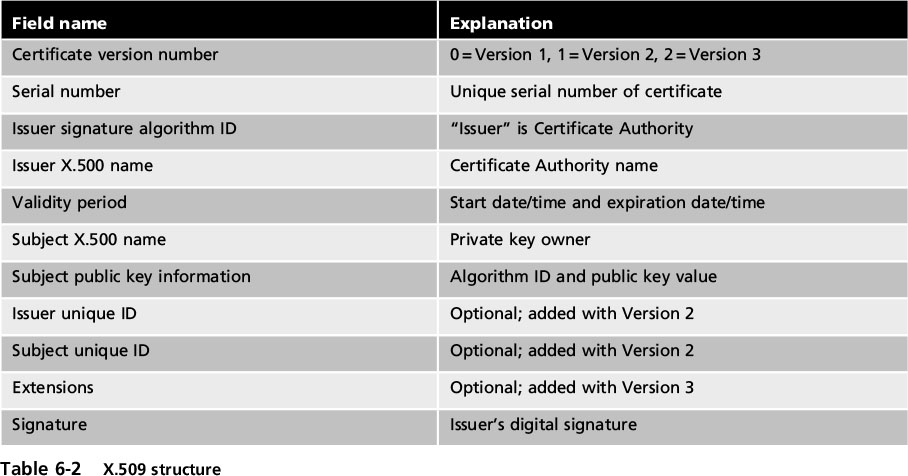 Field name Explanation
Certificate version number 0=Version 1, 1=Version 2, 2=Version 3
Serial number Unique serial number of certificate
Issuer signature algorithm ID “Issuer” is Certificate Authority
Issuer X.500 name Certificate Authority name
Validity period Start date/time and expiration date/time
Subject X.500 name Private key owner
Subject public key information Algorithm ID and public key value
Issuer unique ID Optional; added with Version 2
Subject unique ID Optional; added with Version 2
Extensions Optional; added with Version 3
Signature Issuer’s digital signature
Table 6-2 X.509 structure